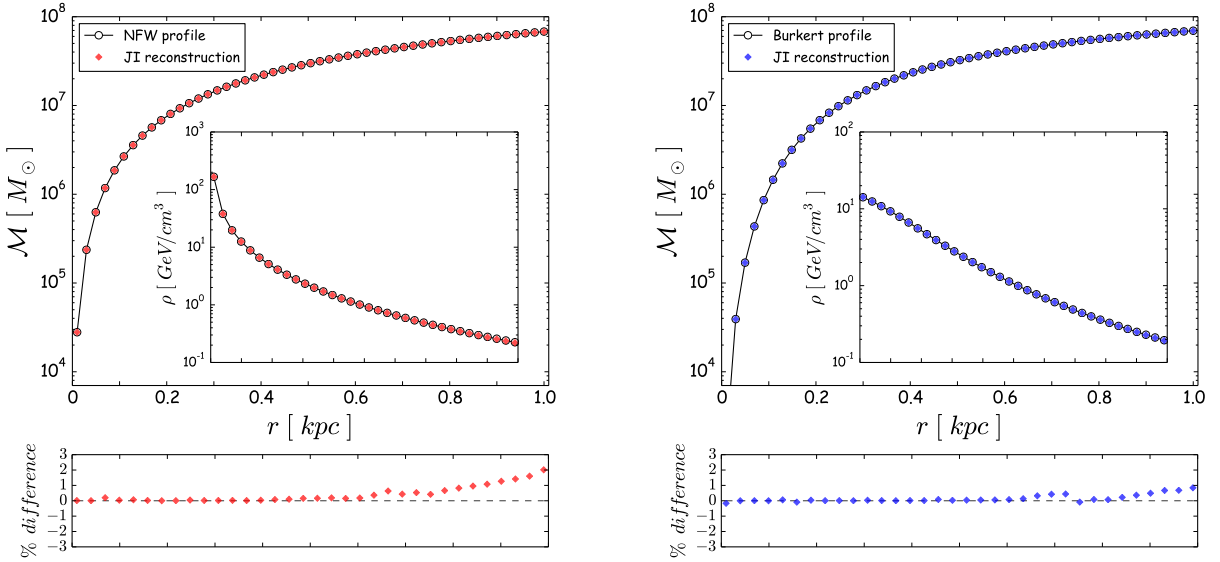 NFW profile
JI reconstruction
10^8
10^7
10^6
10^5
10^4
ℳ [ M_⊙ ]
10^3
10^2
10^1
10^0
10^-1
ρ [ GeV/cm^3 ]
0 0.2 0.4 0.6 0.8 1.0
r [ kpc ]
3
2
1
0
−1
−2
−3
% difference
Burkert profile
JI reconstruction
10^8
10^7
10^6
10^5
10^4
ℳ [ M_⊙ ]
10^2
10^1
10^0
10^-1
ρ [ GeV/cm^3 ]
0 0.2 0.4 0.6 0.8 1.0
r [ kpc ]
3
2
1
0
−1
−2
−3
% difference